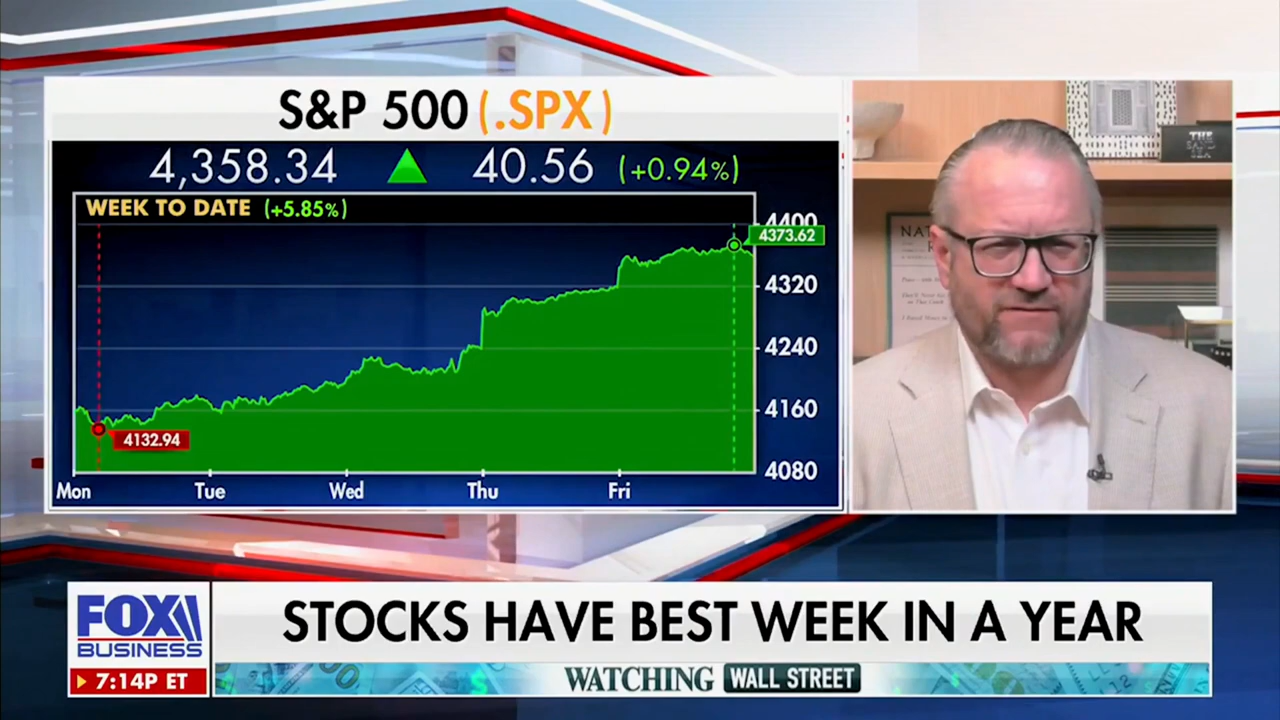 S&P 500 (.SPX)
4,358.34 ▲ 40.56 (+0.94%)
WEEK TO DATE (+5.85%)
4400
4373.62
4320
4240
4160
4132.94
4080
Mon Tue Wed Thu Fri
THE
NAT
FOX
BUSINESS
7:14P ET
STOCKS HAVE BEST WEEK IN A YEAR
WATCHING WALL STREET